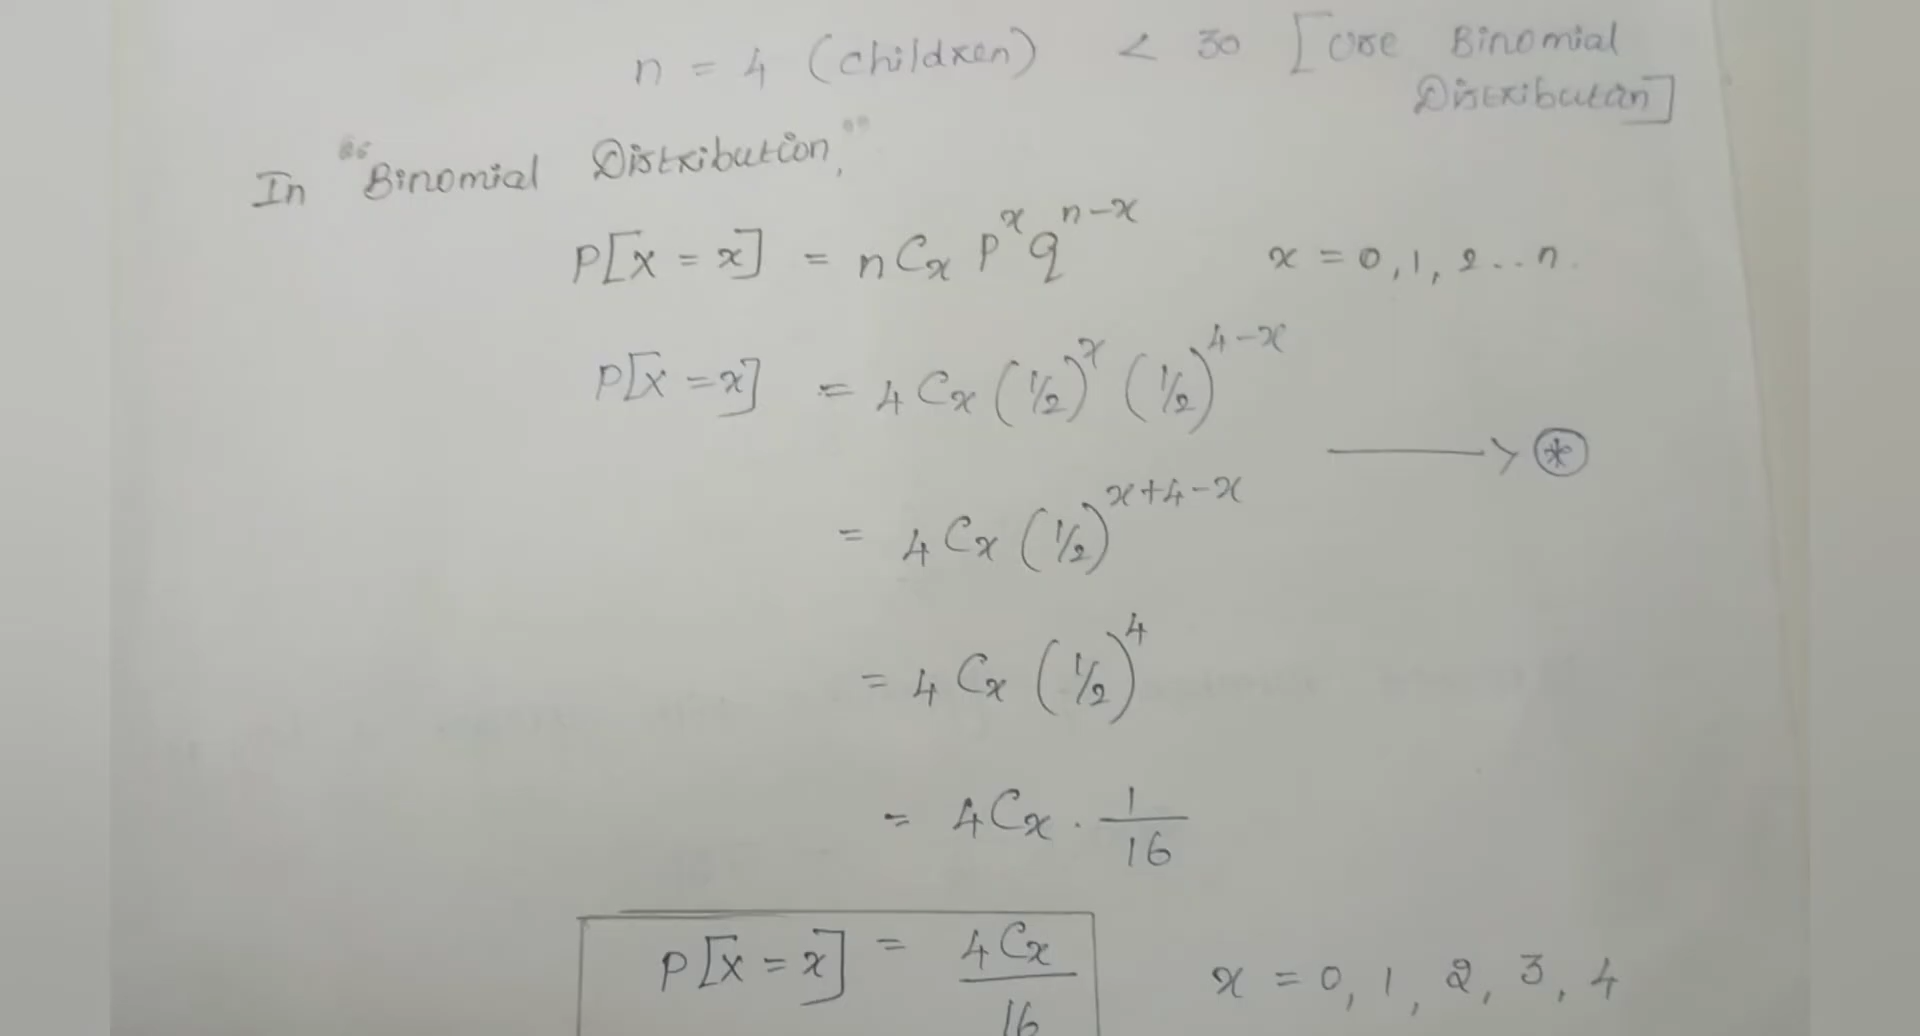 n = 4 (children) < 30 [Use Binomial
Distribution]
In "Binomial Distribution,"
P[X = x] = nCx p^x q^n-x x = 0, 1, 2 .. n.
P[X = x] = 4Cx (1/2)^x (1/2)^4-x
→ ⊛
= 4Cx (1/2)^x+4-x
= 4Cx (1/2)^4
= 4Cx . 1/16
P[X = x] = 4Cx/16 x = 0, 1, 2, 3, 4